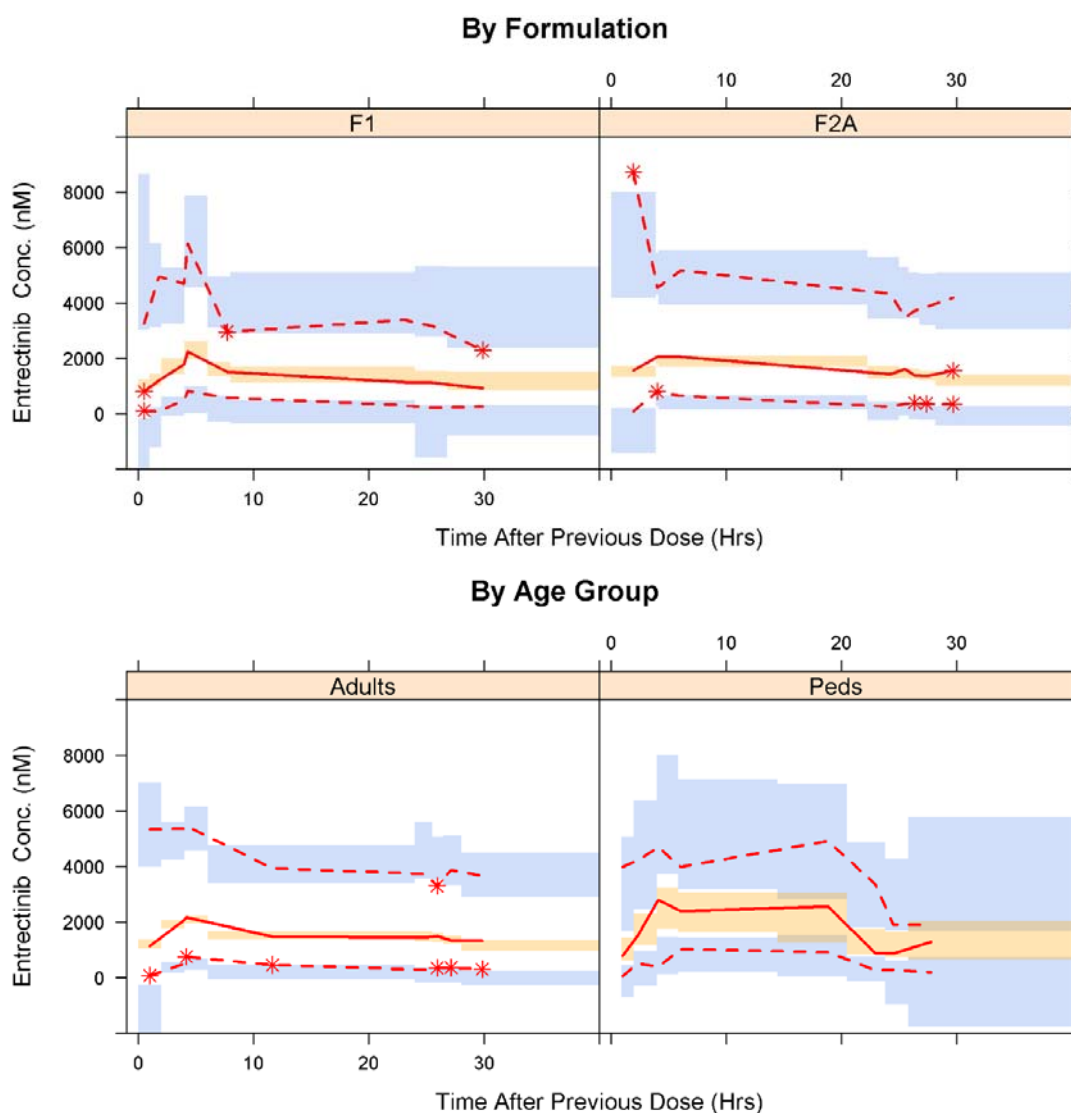 By Formulation
0 20 30
F1 F2A
8000
6000
4000
2000
0
Entrectinib Conc. (nM)
0 10 20 30
Time After Previous Dose (Hrs)
By Age Group
0 20 30
Adults Peds
8000
6000
4000
2000
0
Entrectinib Conc. (nM)
0 10 20 30
Time After Previous Dose (Hrs)